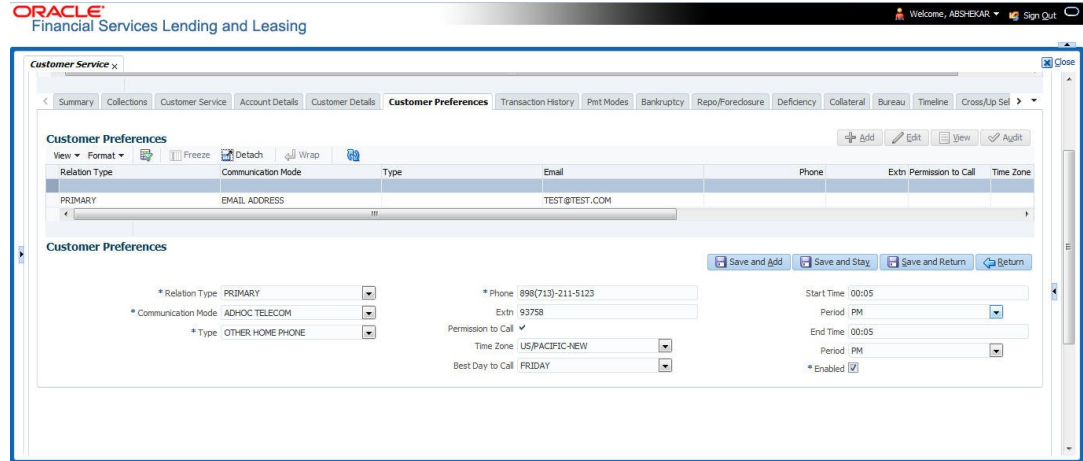 ORACLE'
Financial Services Lending and Leasing
Welcome, ABSHEKAR Sign Out
Customer Service x
Close
Summary Collections Customer Service Account Details Customer Details Customer Preferences Transaction History Pmt Modes Bankruptcy Repo/Foreclosure Deficiency Collateral Bureau Timeline Cross/Up Sel
Customer Preferences
Add Edit View Audit
View Format Freeze Detach Wrap
Relation Type Communication Mode Type Email Phone Extn Permission to Call Time Zone
PRIMARY EMAIL ADDRESS TEST@TEST.COM
Customer Preferences
Save and Add Save and Stay Save and Return Return
* Relation Type PRIMARY * Phone 898(713)-211-5123 Start Time 00:05
* Communication Mode ADHOC TELECOM Extn 93758 Period PM
* Type OTHER HOME PHONE Permission to Call End Time 00:05
Time Zone US/PACIFIC-NEW Period PM
Best Day to Call FRIDAY * Enabled